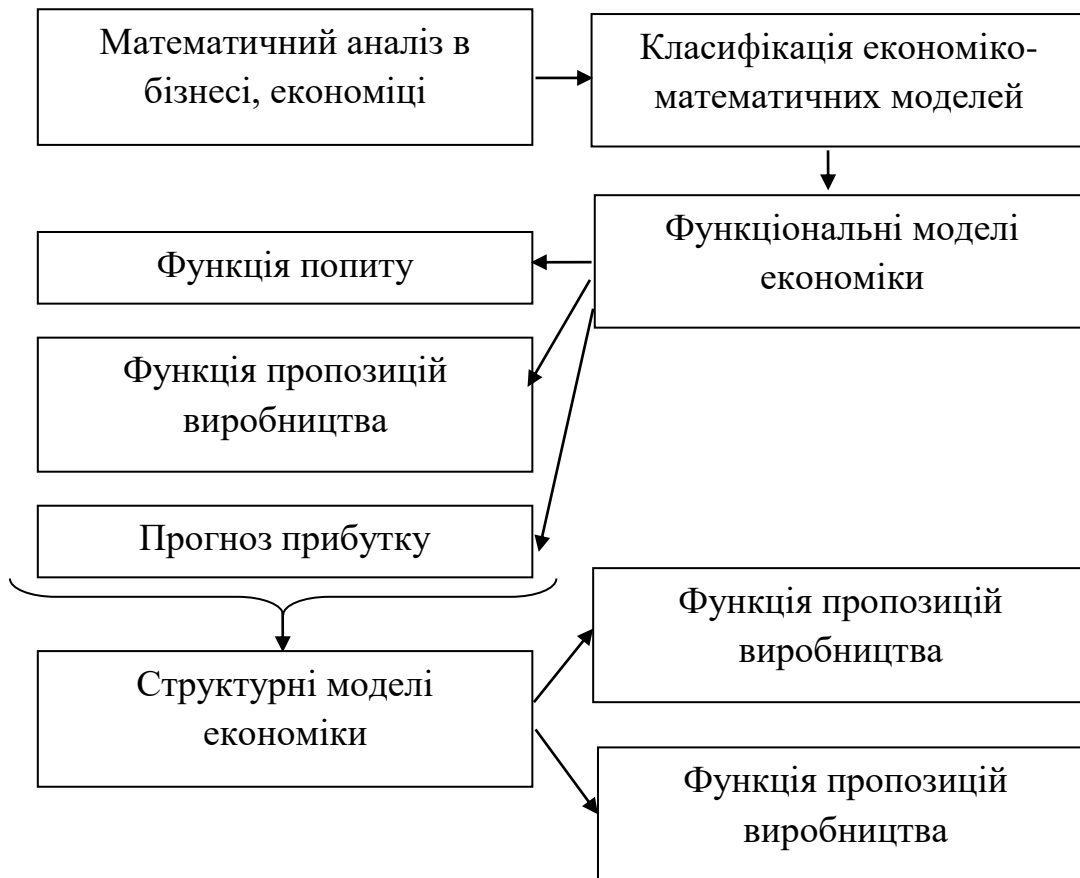 Математичний аналіз в
бізнесі, економіці
Класифікація економіко-
математичних моделей
Функціональні моделі
економіки
Функція попиту
Функція пропозицій
виробництва
Прогноз прибутку
Функція пропозицій
виробництва
Структурні моделі
економіки
Функція пропозицій
виробництва